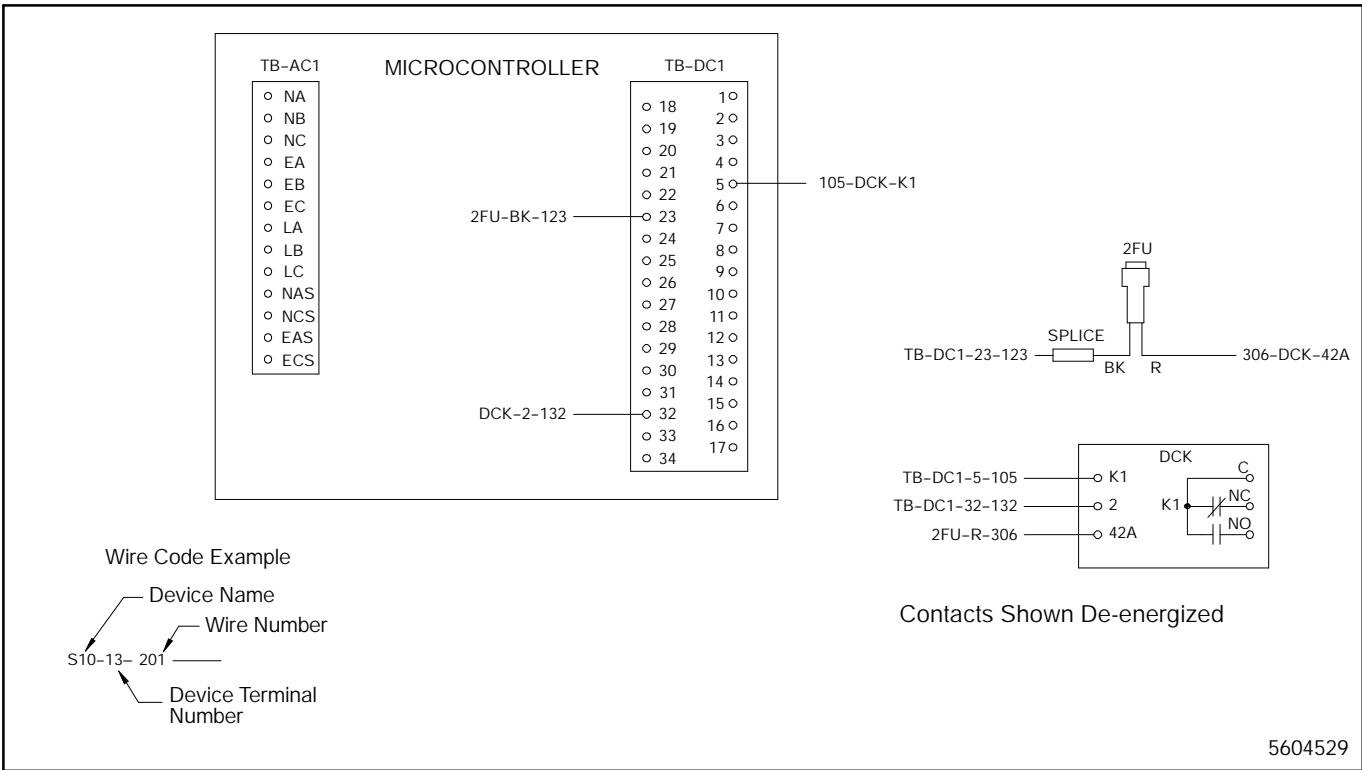 TB-AC1
MICROCONTROLLER
TB-DC1
NA
NB
NC
EA
EB
EC
LA
LB
LC
NAS
NCS
EAS
ECS
18
19
20
21
22
23
24
25
26
27
28
29
30
31
32
33
34
1
2
3
4
5
6
7
8
9
10
11
12
13
14
15
16
17
2FU-BK-123
DCK-2-132
105-DCK-K1
2FU
SPLICE
TB-DC1-23-123
BK
R
306-DCK-42A
DCK
TB-DC1-5-105
K1
TB-DC1-32-132
2
2FU-R-306
42A
K1
C
NC
NO
Contacts Shown De-energized
Wire Code Example
Device Name
Wire Number
S10-13- 201
Device Terminal
Number
5604529